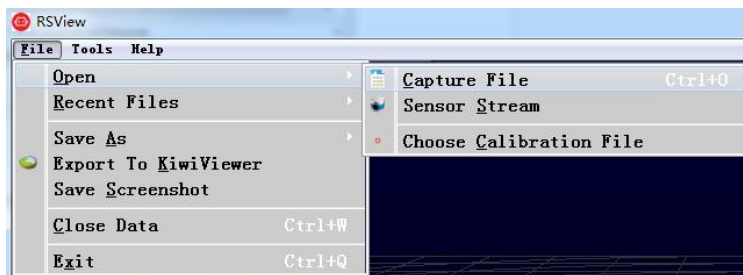 RSView
File Tools Help
Open
Recent Files
Save As
Export To KiwiViewer
Save Screenshot
Close Data Ctrl+W
Exit Ctrl+Q
Capture File Ctrl+O
Sensor Stream
Choose Calibration File